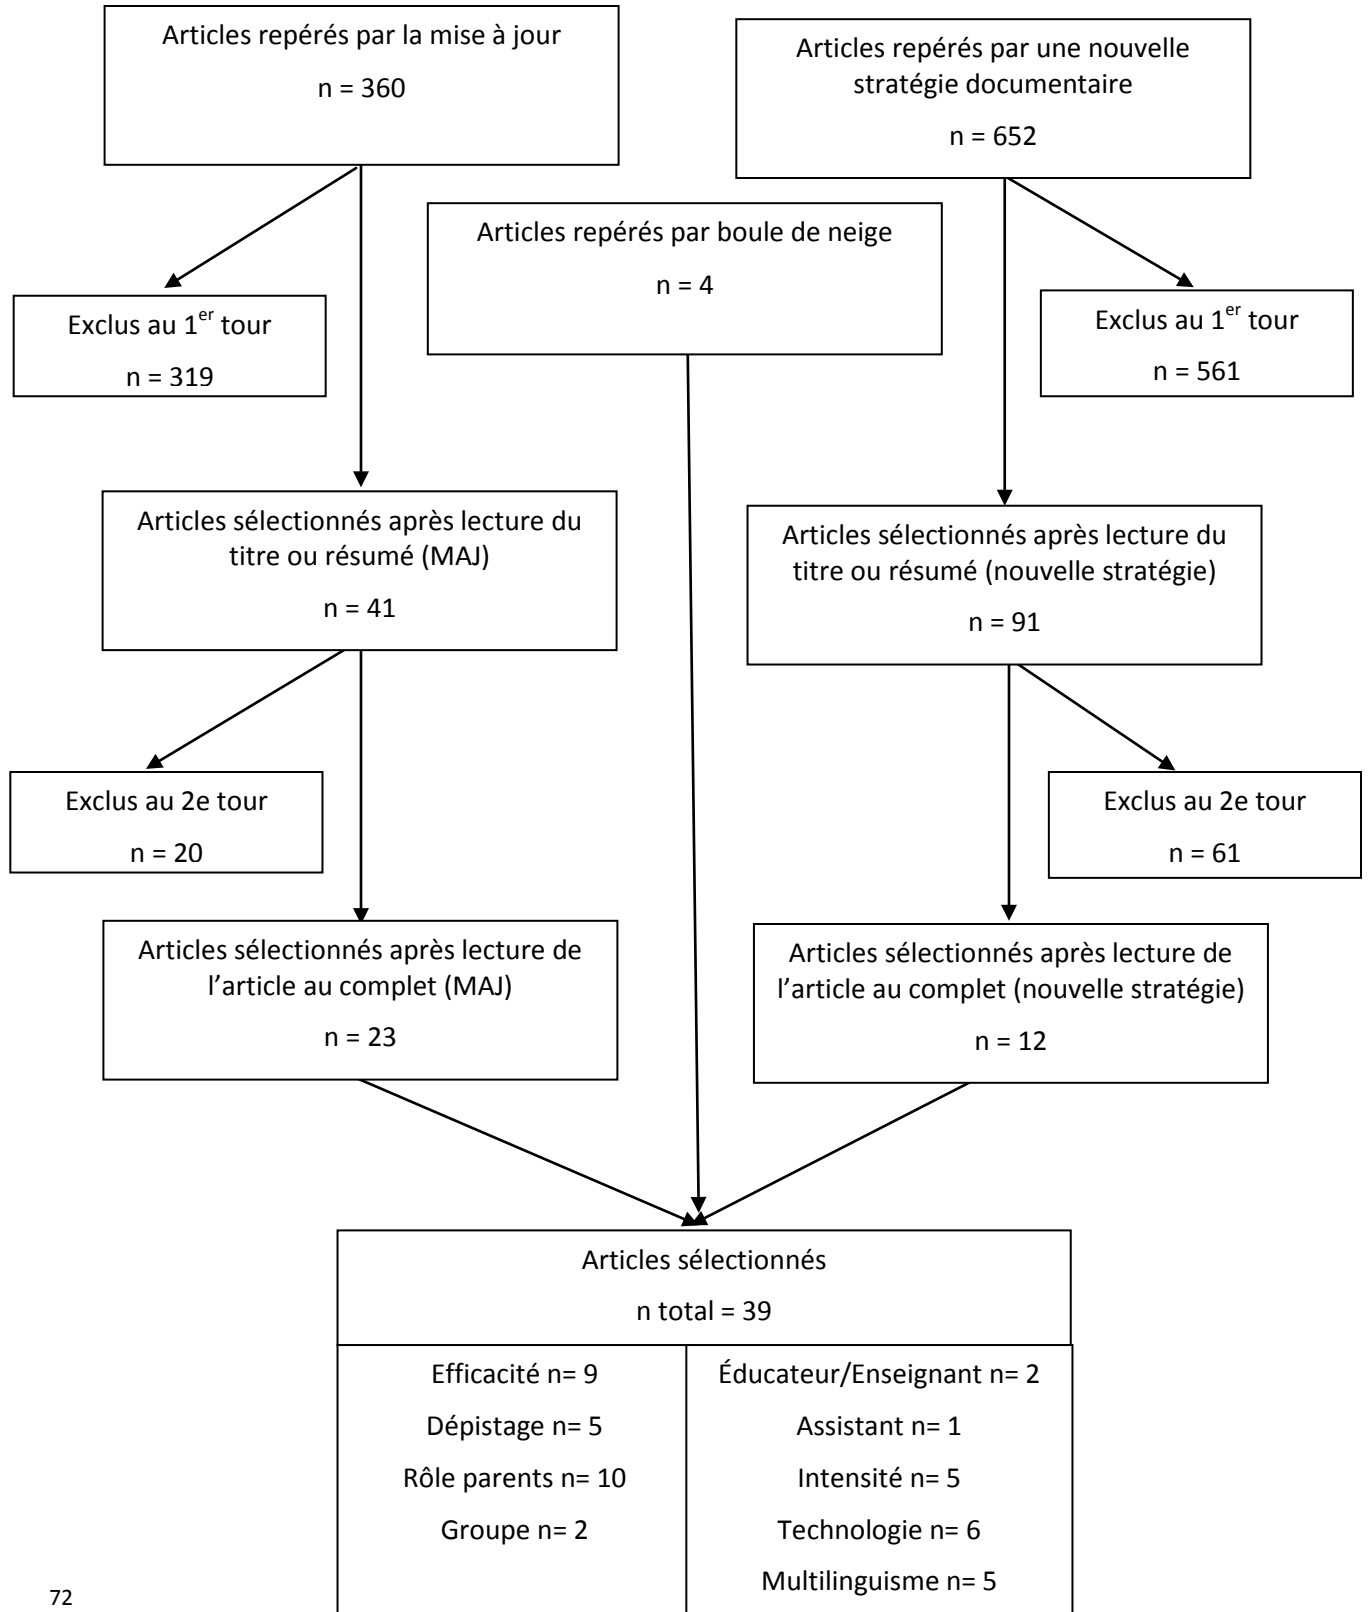 Articles repérés par la mise à jour
n = 360
Articles repérés par une nouvelle
stratégie documentaire
n = 652
Articles repérés par boule de neige
n = 4
Exclus au 1er tour
n = 319
Exclus au 1er tour
n = 561
Articles sélectionnés après lecture du
titre ou résumé (MAJ)
n = 41
Articles sélectionnés après lecture du
titre ou résumé (nouvelle stratégie)
n = 91
Exclus au 2e tour
n = 20
Exclus au 2e tour
n = 61
Articles sélectionnés après lecture de
l’article au complet (MAJ)
n = 23
Articles sélectionnés après lecture de
l’article au complet (nouvelle stratégie)
n = 12
Articles sélectionnés
n total = 39
Efficacité n= 9
Dépistage n= 5
Rôle parents n= 10
Groupe n= 2
Éducateur/Enseignant n= 2
Assistant n= 1
Intensité n= 5
Technologie n= 6
Multilinguisme n= 5
72